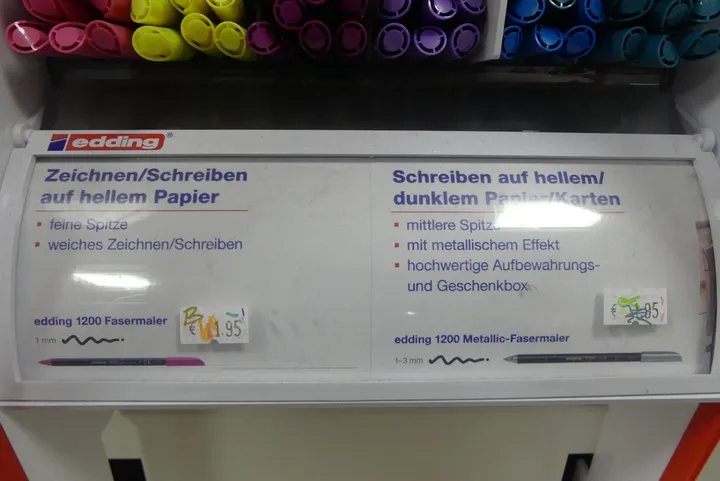 edding®
Zeichnen/Schreiben
auf hellem Papier
feine Spitze
weiches Zeichnen/Schreiben
edding 1200 Fasermaler
1 mm
€ 1.95
Schreiben auf hellem/
dunklem Papier/Karten
mittlere Spitze
mit metallischem Effekt
hochwertige Aufbewahrungs-
und Geschenkbox
edding 1200 Metallic-Fasermaler
1–3 mm